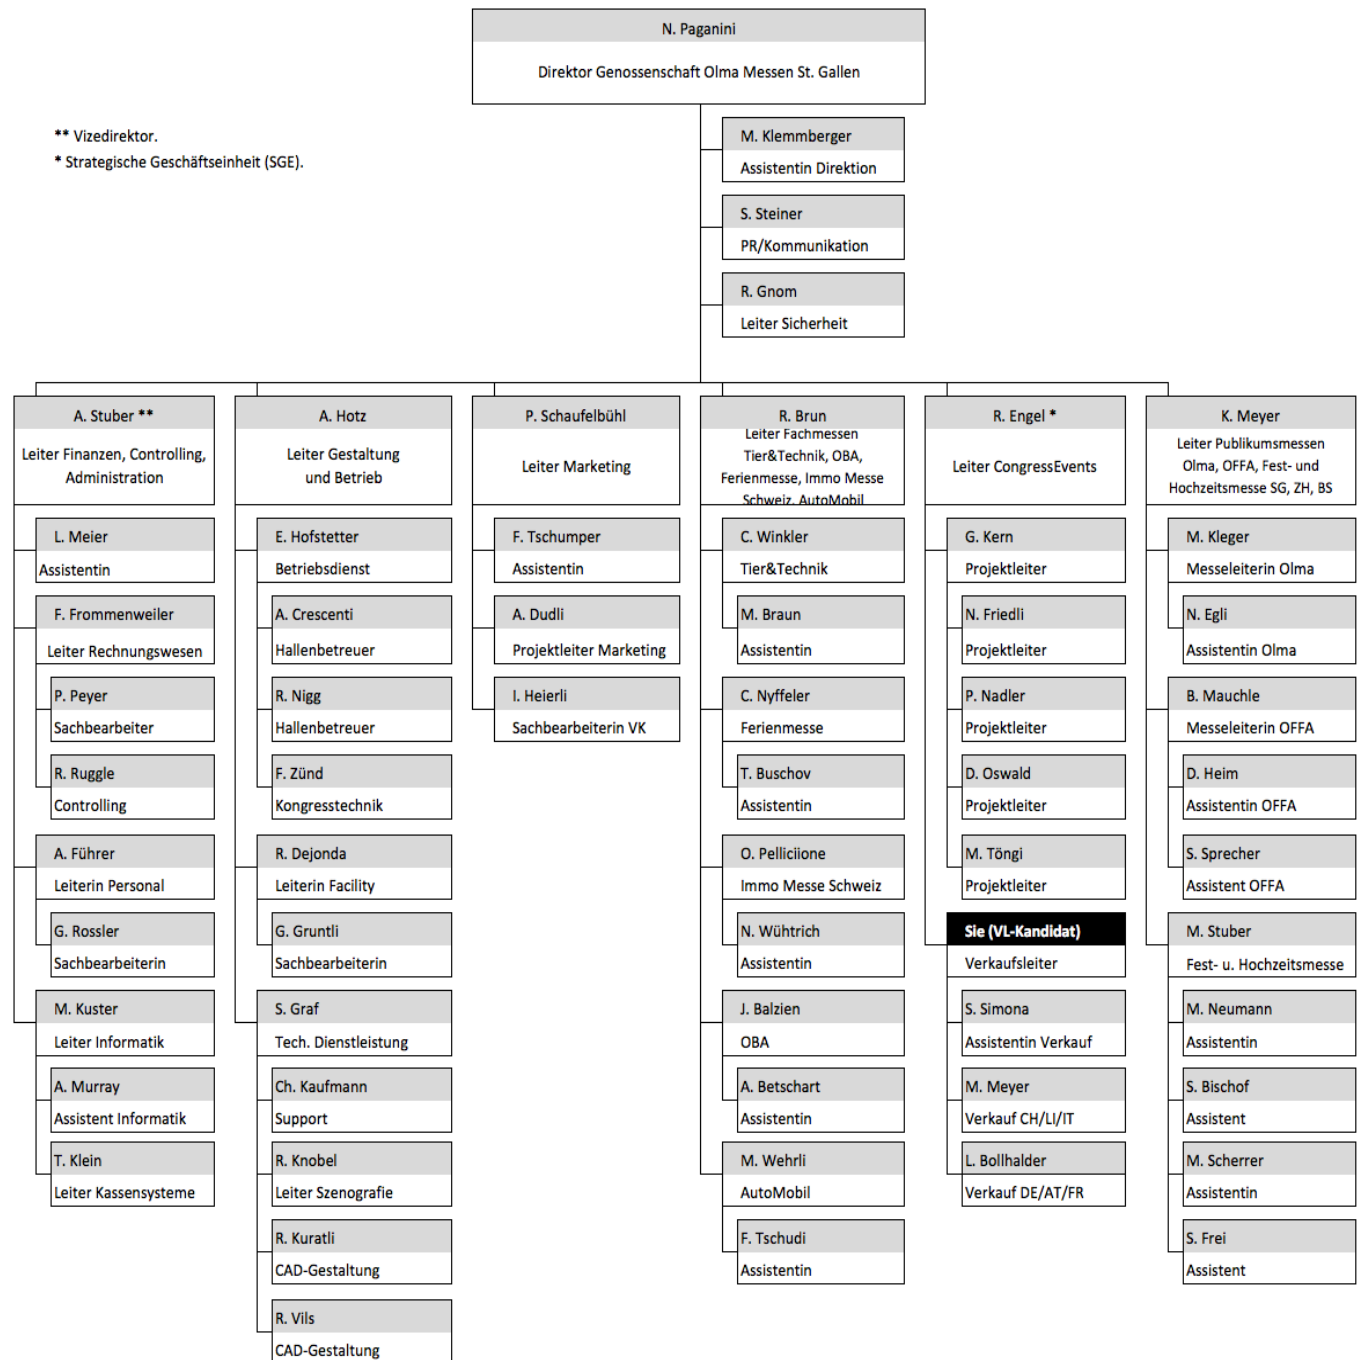 N. Paganini
Direktor Genossenschaft Olma Messen St. Gallen
** Vizedirektor.
* Strategische Geschäftseinheit (SGE).
M. Klemmberger
Assistentin Direktion
S. Steiner
PR/Kommunikation
R. Gnom
Leiter Sicherheit
A. Stuber **
Leiter Finanzen, Controlling,
Administration
L. Meier
Assistentin
F. Frommenweiler
Leiter Rechnungswesen
P. Peyer
Sachbearbeiter
R. Ruggle
Controlling
A. Führer
Leiterin Personal
G. Rossler
Sachbearbeiterin
M. Kuster
Leiter Informatik
A. Murray
Assistent Informatik
T. Klein
Leiter Kassensysteme
A. Hotz
Leiter Gestaltung
und Betrieb
E. Hofstetter
Betriebsdienst
A. Crescenti
Hallenbetreuer
R. Nigg
Hallenbetreuer
F. Zünd
Kongresstechnik
R. Dejonda
Leiterin Facility
G. Gruntli
Sachbearbeiterin
S. Graf
Tech. Dienstleistung
Ch. Kaufmann
Support
R. Knobel
Leiter Szenografie
R. Kuratli
CAD-Gestaltung
R. Vils
CAD-Gestaltung
P. Schaufelbühl
Leiter Marketing
F. Tschumper
Assistentin
A. Dudli
Projektleiter Marketing
I. Heierli
Sachbearbeiterin VK
R. Brun
Leiter Fachmessen
Tier&Technik, OBA,
Ferienmesse, Immo Messe
Schweiz, AutoMobil
C. Winkler
Tier&Technik
M. Braun
Assistentin
C. Nyffeler
Ferienmesse
T. Buschov
Assistentin
O. Pelliciione
Immo Messe Schweiz
N. Wühtrich
Assistentin
J. Balzien
OBA
A. Betschart
Assistentin
M. Wehrli
AutoMobil
F. Tschudi
Assistentin
R. Engel *
Leiter CongressEvents
G. Kern
Projektleiter
N. Friedli
Projektleiter
P. Nadler
Projektleiter
D. Oswald
Projektleiter
M. Töngi
Projektleiter
Sie (VL-Kandidat)
Verkaufsleiter
S. Simona
Assistentin Verkauf
M. Meyer
Verkauf CH/LI/IT
L. Bollhalder
Verkauf DE/AT/FR
K. Meyer
Leiter Publikumsmessen
Olma, OFFA, Fest- und
Hochzeitsmesse SG, ZH, BS
M. Kleger
Messeleiterin Olma
N. Egli
Assistentin Olma
B. Mauchle
Messeleiterin OFFA
D. Heim
Assistentin OFFA
S. Sprecher
Assistent OFFA
M. Stuber
Fest- u. Hochzeitsmesse
M. Neumann
Assistentin
S. Bischof
Assistent
M. Scherrer
Assistentin
S. Frei
Assistent